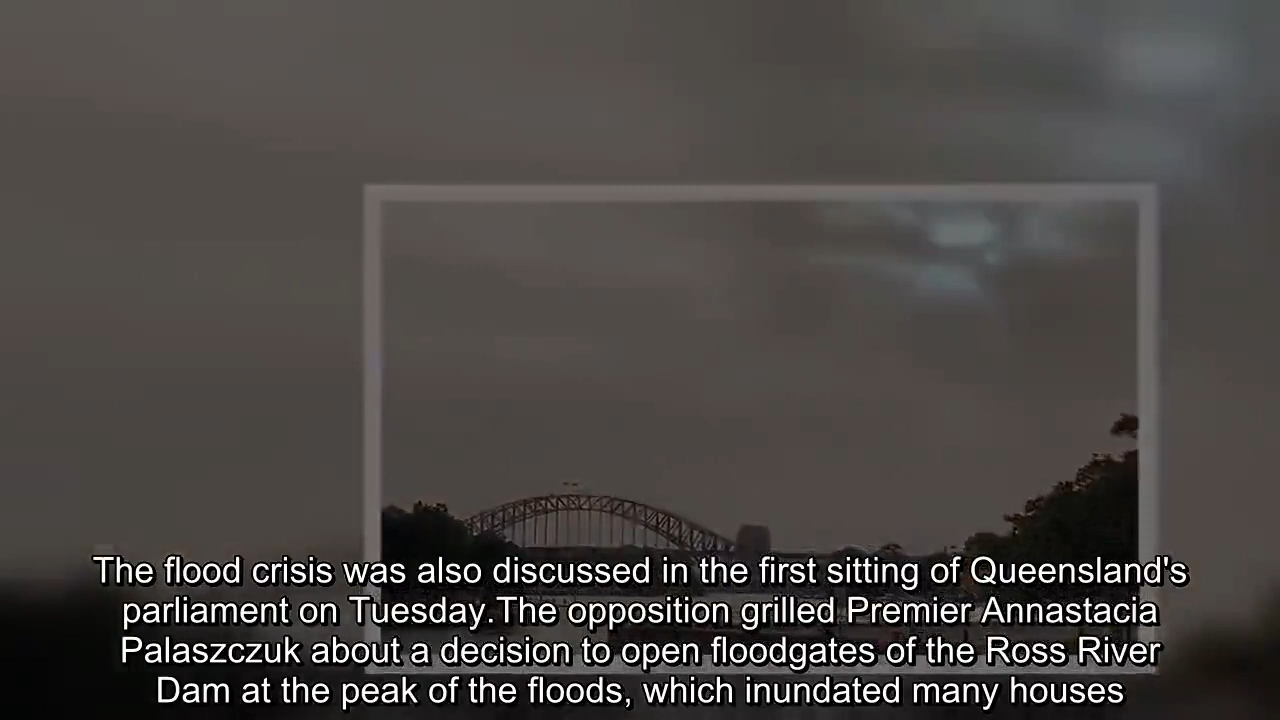 The flood crisis was also discussed in the first sitting of Queensland's
parliament on Tuesday.The opposition grilled Premier Annastacia
Palaszczuk about a decision to open floodgates of the Ross River
Dam at the peak of the floods, which inundated many houses